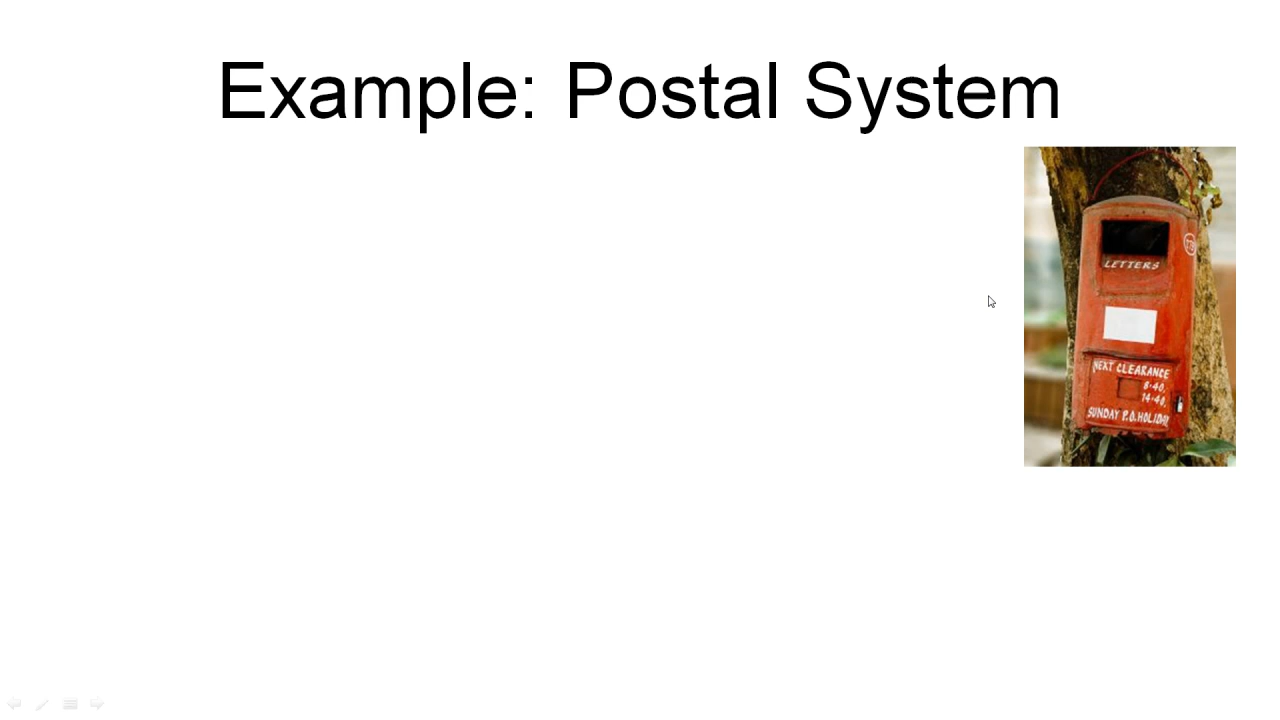 Example: Postal System
LETTERS
NEXT CLEARANCE
8·40,
14·40,
SUNDAY P.O. HOLIDAY